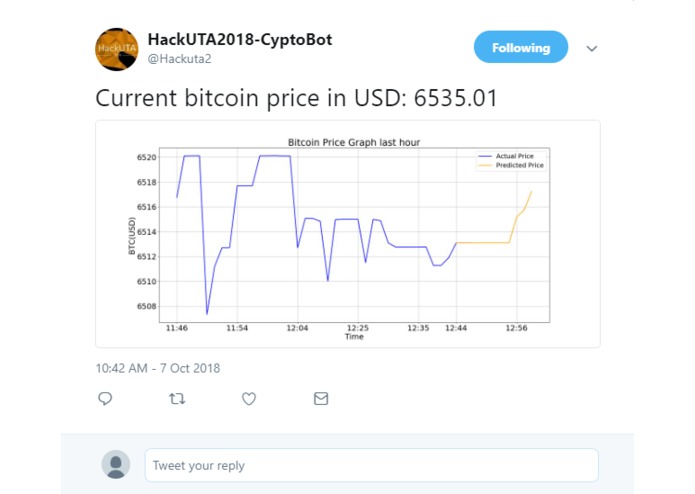 HackUTA
HackUTA2018-CyptoBot
@Hackuta2
Following
Current bitcoin price in USD: 6535.01
Bitcoin Price Graph last hour
Actual Price
Predicted Price
BTC(USD)
6520
6518
6516
6514
6512
6510
6508
11:46 11:54 12:04 12:25 12:35 12:44 12:56
Time
10:42 AM - 7 Oct 2018
Tweet your reply